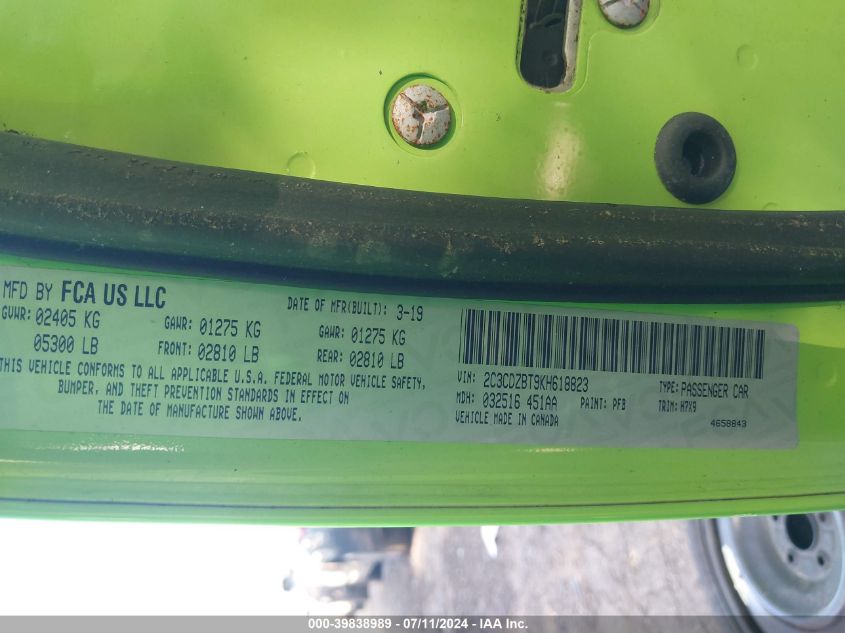 MFD BY FCA US LLC
DATE OF MFR(BUILT): 3-19
GVWR: 02405 KG
GAWR: 01275 KG
GAWR: 01275 KG
05300 LB
FRONT: 02810 LB
REAR: 02810 LB
THIS VEHICLE CONFORMS TO ALL APPLICABLE U.S.A. FEDERAL MOTOR VEHICLE SAFETY,
BUMPER, AND THEFT PREVENTION STANDARDS IN EFFECT ON
THE DATE OF MANUFACTURE SHOWN ABOVE.
VIN: 2C3CDZBT9KH618823
TYPE: PASSENGER CAR
MDH: 032516 451AA
PAINT: PFB
TRIM: H7X9
VEHICLE MADE IN CANADA
4658843
000-39838989 - 07/11/2024 - IAAI.com